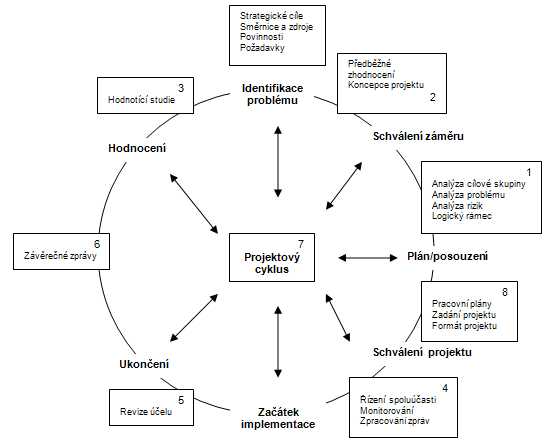 Strategické cíle
Směrnice a zdroje
Povinnosti
Požadavky
Identifikace
problému
Předběžné
zhodnocení
Koncepce projektu
2
Schválení záměru
1
Analýza cílové skupiny
Analýza problému
Analýza rizik
Logický rámec
Plán/posouzení
8
Pracovní plány
Zadání projektu
Formát projektu
Schválení projektu
4
Řízení spoluúčasti
Monitorování
Zpracování zpráv
Začátek
implementace
5
Revize účelu
Ukončení
6
Závěrečné zprávy
Hodnocení
3
Hodnotící studie
7
Projektový
cyklus